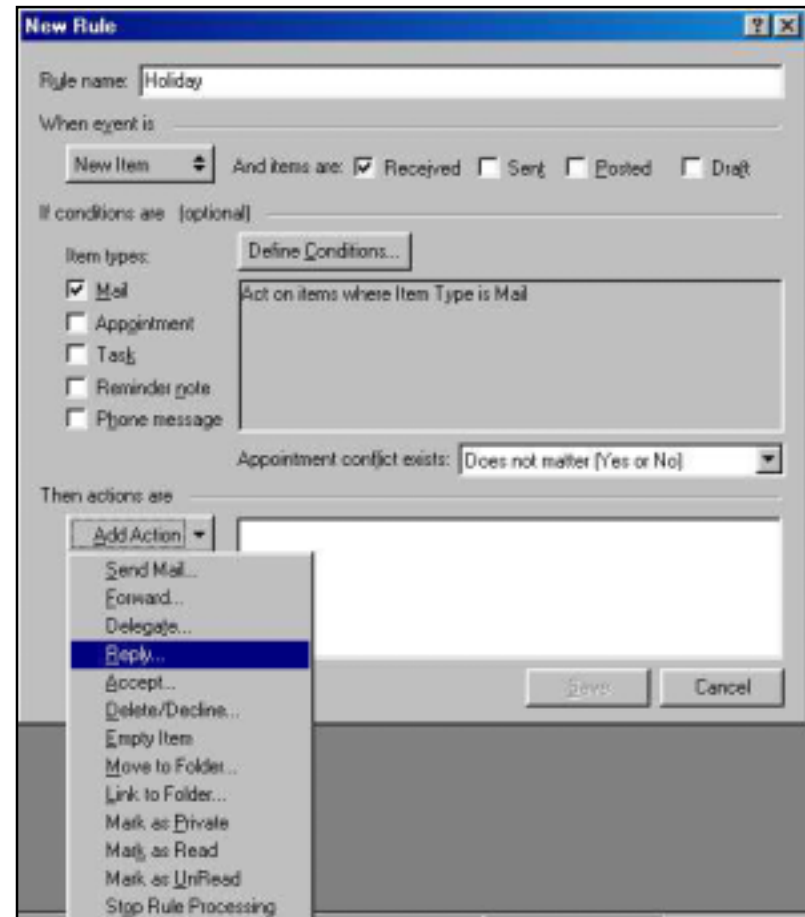 New Rule
Rule name: Holiday
When event is
New Item And items are: Received Sent Posted Draft
If conditions are (optional)
Item types: Define Conditions...
Mail
Act on items where Item Type is Mail
Appointment
Task
Reminder note
Phone message
Appointment conflict exists: Does not matter (Yes or No)
Then actions are
Add Action
Send Mail...
Forward...
Delegate...
Reply...
Accept...
Save Cancel
Delete/Decline...
Empty Item
Move to Folder...
Link to Folder...
Mark as Private
Mark as Read
Mark as UnRead
Stop Rule Processing